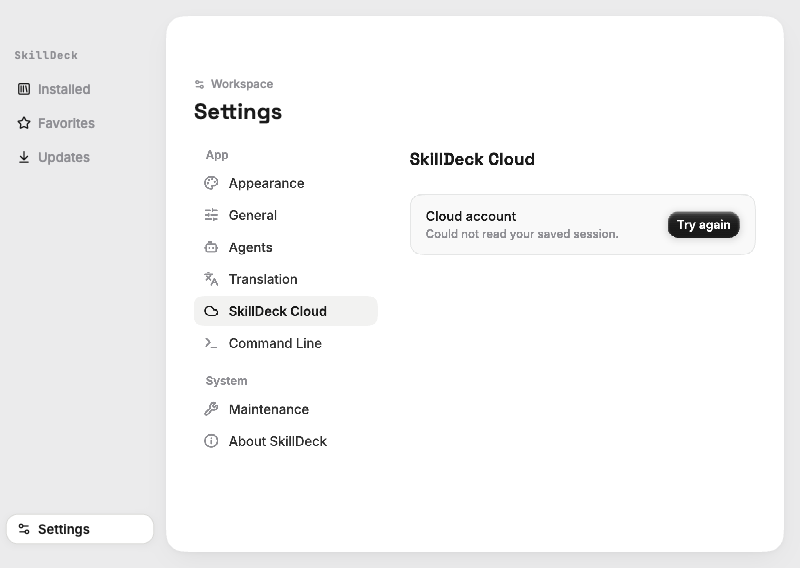 SkillDeck
Installed
Favorites
Updates
Settings
Workspace
Settings
App
Appearance
General
Agents
Translation
SkillDeck Cloud
Command Line
System
Maintenance
About SkillDeck
SkillDeck Cloud
Cloud account
Could not read your saved session.
Try again